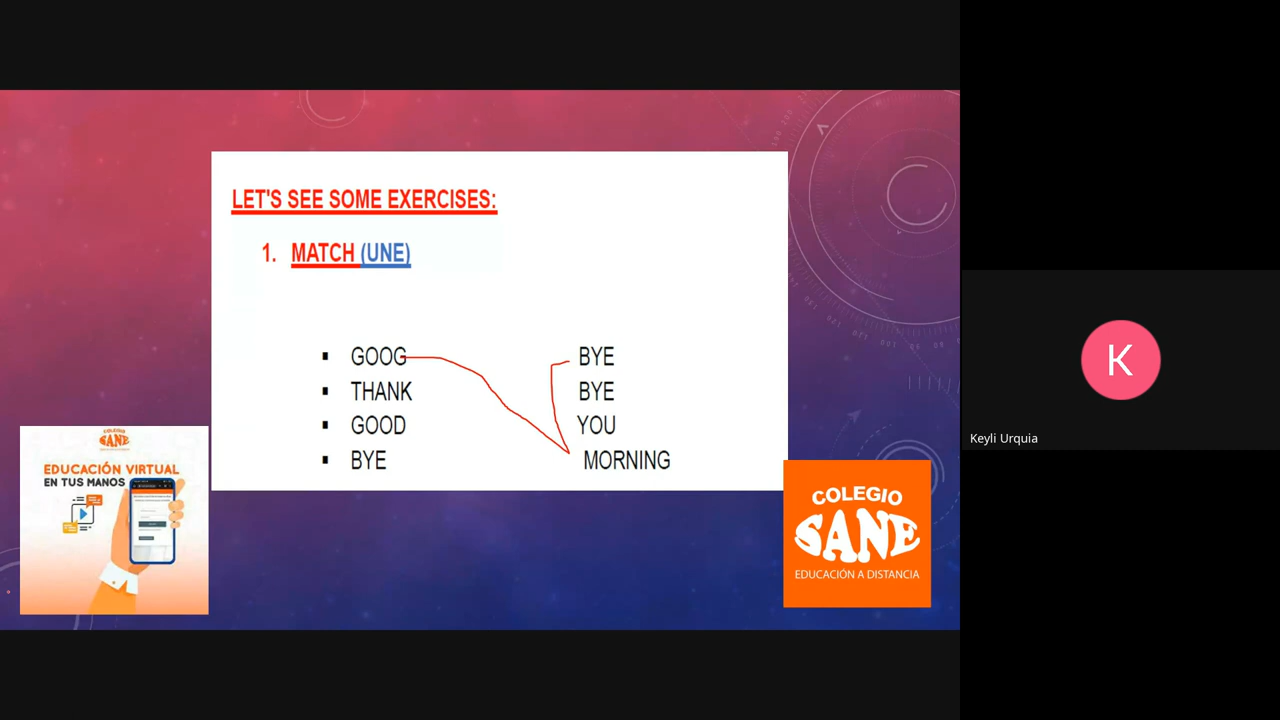 LET'S SEE SOME EXERCISES:
1. MATCH (UNE)
▪ GOOG BYE
▪ THANK BYE
▪ GOOD YOU
▪ BYE MORNING
SANE
EDUCACIÓN VIRTUAL
EN TUS MANOS
COLEGIO
SANE
EDUCACIÓN A DISTANCIA
K
Keyli Urquia